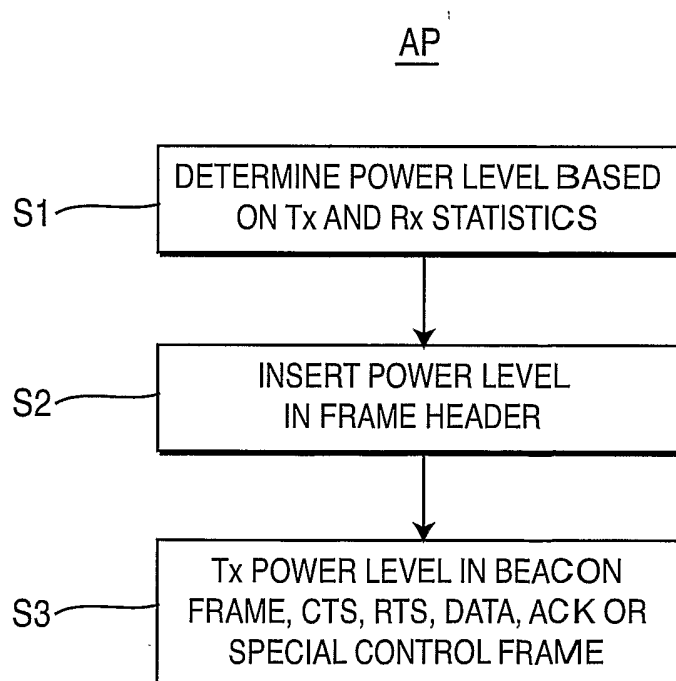 AP
S1
DETERMINE POWER LEVEL BASED
ON Tx AND Rx STATISTICS
S2
INSERT POWER LEVEL
IN FRAME HEADER
S3
Tx POWER LEVEL IN BEACON
FRAME, CTS, RTS, DATA, ACK OR
SPECIAL CONTROL FRAME